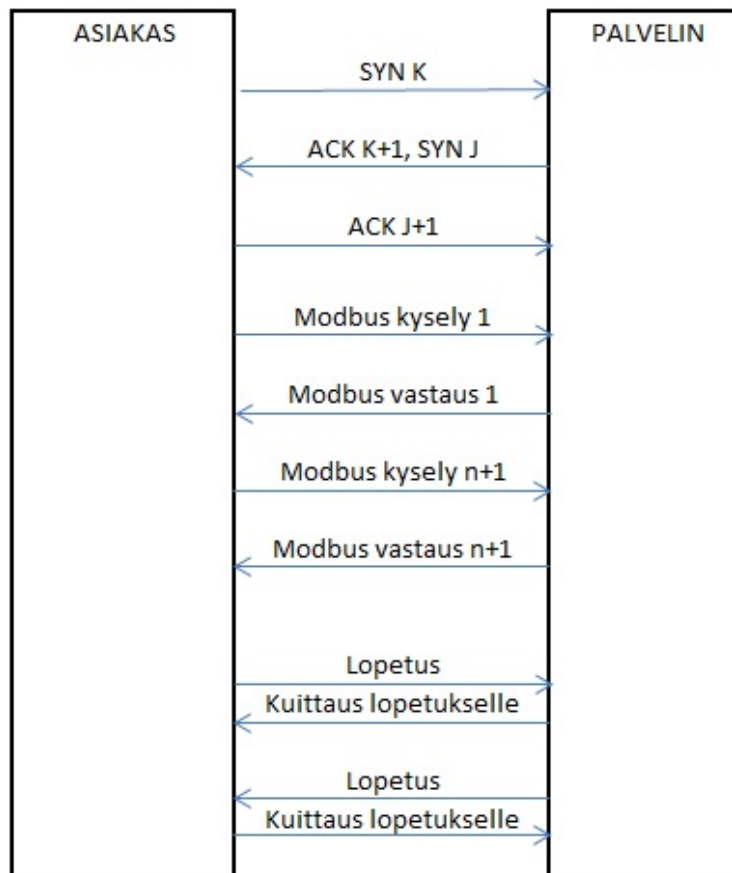 ASIAKAS
PALVELIN
SYN K
ACK K+1, SYN J
ACK J+1
Modbus kysely 1
Modbus vastaus 1
Modbus kysely n+1
Modbus vastaus n+1
Lopetus
Kuittaus lopetukselle
Lopetus
Kuittaus lopetukselle